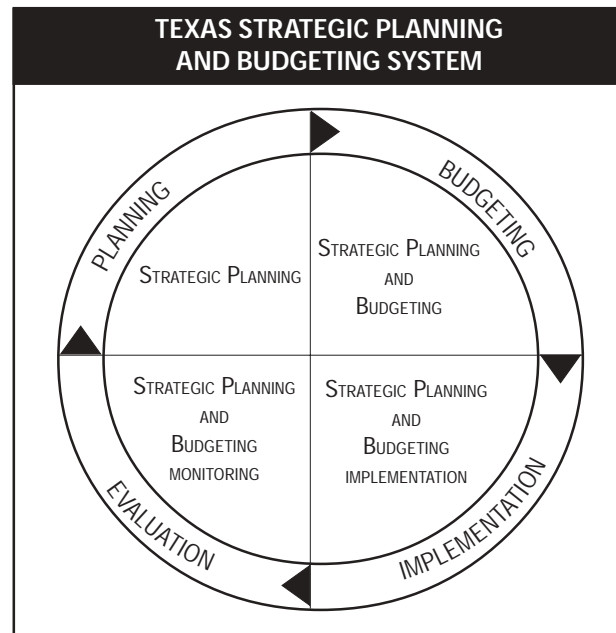 TEXAS STRATEGIC PLANNING
AND BUDGETING SYSTEM
PLANNING
BUDGETING
STRATEGIC PLANNING
STRATEGIC PLANNING
AND
BUDGETING
STRATEGIC PLANNING
AND
BUDGETING
MONITORING
STRATEGIC PLANNING
AND
BUDGETING
IMPLEMENTATION
EVALUATION
IMPLEMENTATION